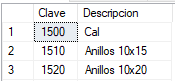 Clave Descripcion
1 1500 Cal
2 1510 Anillos 10x15
3 1520 Anillos 10x20